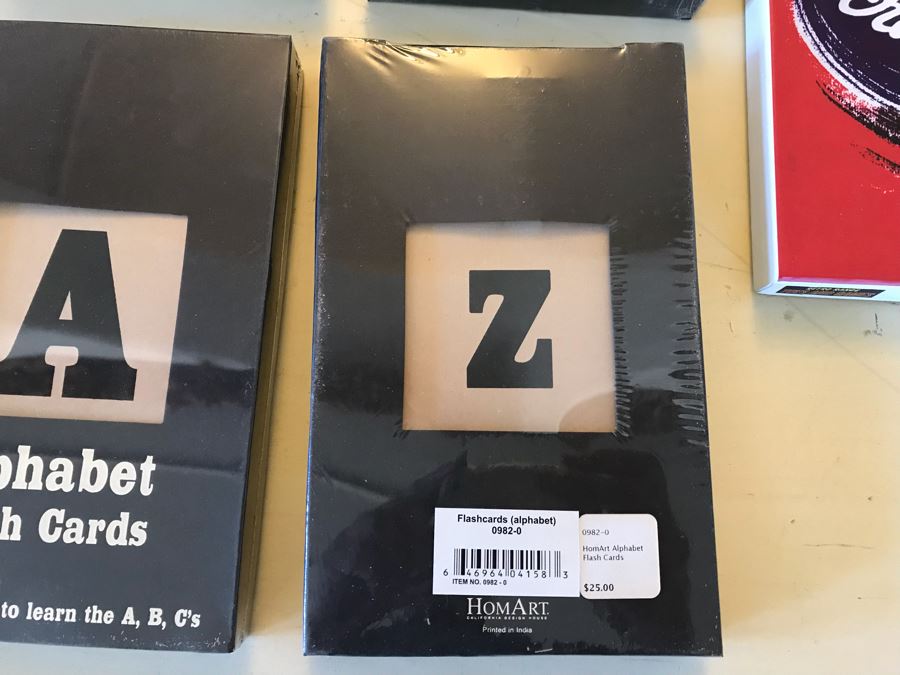 A
phabet
h Cards
to learn the A, B, C's
Z
Flashcards (alphabet)
0982-0
6 46964 04158 3
ITEM NO. 0982 - 0
0982-0
HomArt Alphabet
Flash Cards
$25.00
HOMART
CALIFORNIA DESIGN HOUSE
Printed in India